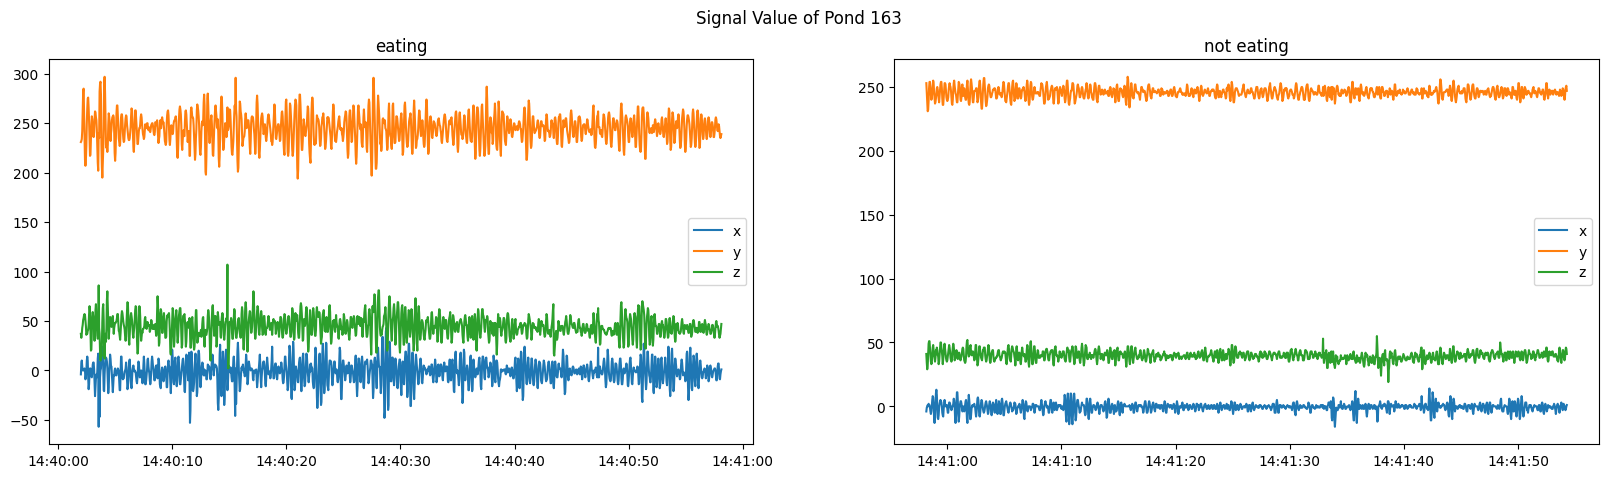 Signal Value of Pond 163
eating
300
250
200
150
100
50
0
−50
14:40:00 14:40:10 14:40:20 14:40:30 14:40:40 14:40:50 14:41:00
x
y
z
not eating
250
200
150
100
50
0
14:41:00 14:41:10 14:41:20 14:41:30 14:41:40 14:41:50
x
y
z